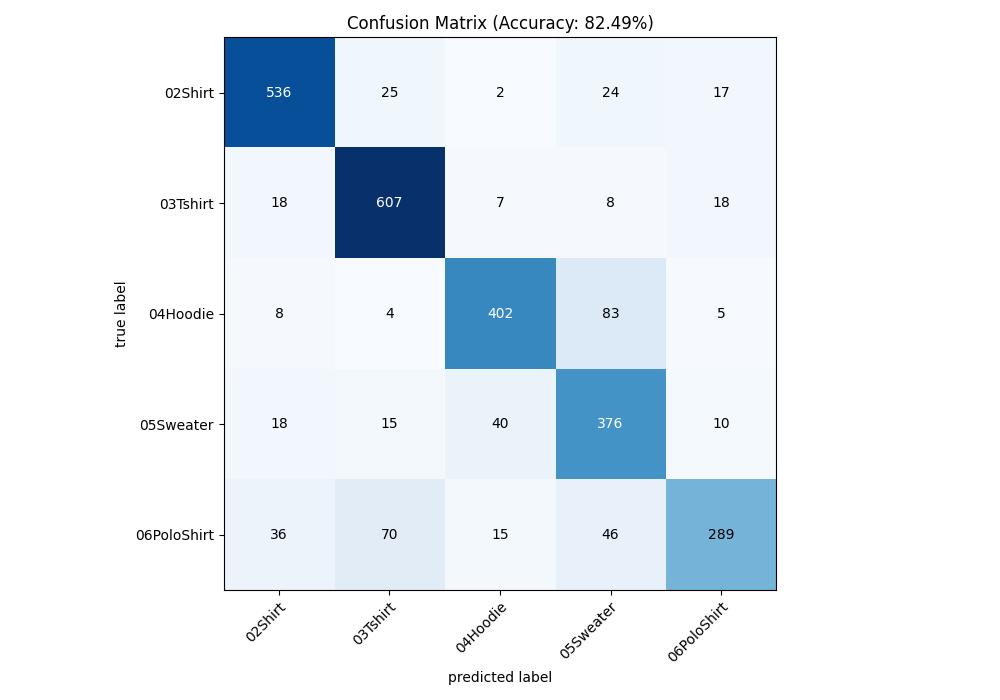 Confusion Matrix (Accuracy: 82.49%)
02Shirt 536 25 2 24 17
03Tshirt 18 607 7 8 18
04Hoodie 8 4 402 83 5
05Sweater 18 15 40 376 10
06PoloShirt 36 70 15 46 289
true label
02Shirt 03Tshirt 04Hoodie 05Sweater 06PoloShirt
predicted label